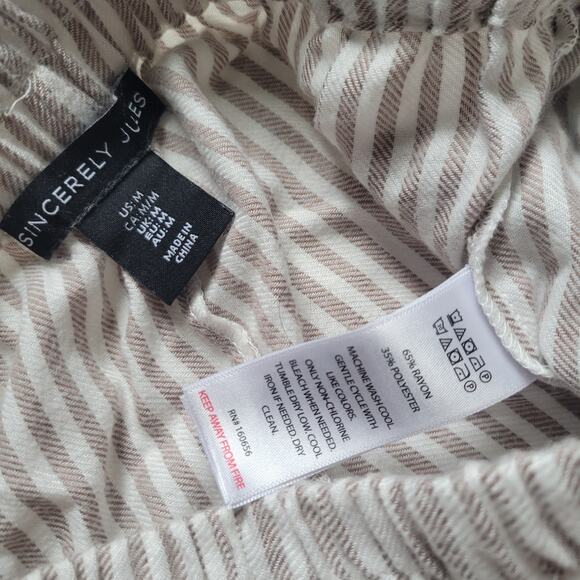 SINCERELY JULES
US:M
CA:M/M
UK:M
EU:M
AU:M
MADE IN
CHINA
65% RAYON
35% POLYESTER
MACHINE WASH COOL
GENTLE CYCLE WITH
LIKE COLORS.
ONLY NON-CHLORINE
BLEACH WHEN NEEDED.
TUMBLE DRY LOW. COOL
IRON IF NEEDED. DRY
CLEAN.
RN# 160656
KEEP AWAY FROM FIRE